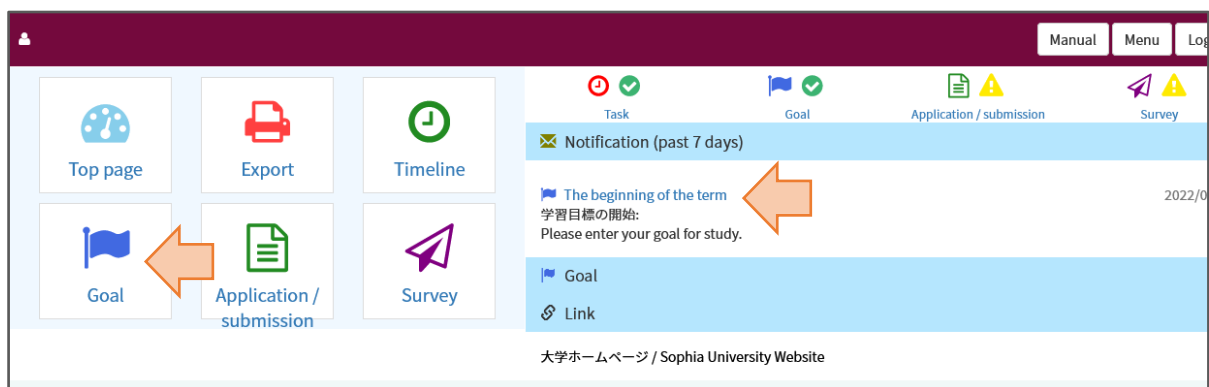 Manual
Menu
Log
Top page
Export
Timeline
Goal
Application /
submission
Survey
Task
Goal
Application / submission
Survey
Notification (past 7 days)
The beginning of the term
2022/0
学習目標の開始:
Please enter your goal for study.
Goal
Link
大学ホームページ / Sophia University Website